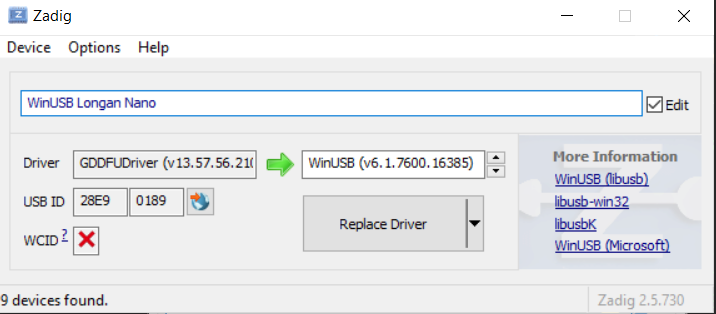 Zadig
Device Options Help
WinUSB Longan Nano
Edit
Driver GDDFUDriver (v13.57.56.21( WinUSB (v6.1.7600.16385)
More Information
WinUSB (libusb)
USB ID 28E9 0189
libusb-win32
Replace Driver
libusbK
WCID ?
WinUSB (Microsoft)
9 devices found.
Zadig 2.5.730